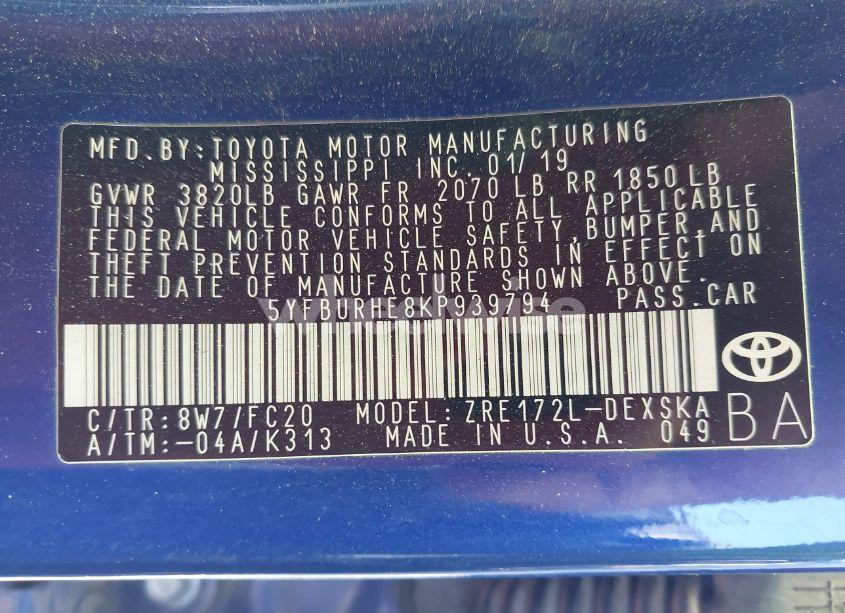 MFD.BY:TOYOTA MOTOR MANUFACTURING
MISSISSIPPI INC. 01/19
GVWR 3820LB GAWR FR 2070 LB RR 1850 LB
THIS VEHICLE CONFORMS TO ALL APPLICABLE
FEDERAL MOTOR VEHICLE SAFETY,BUMPER,AND
THEFT PREVENTION STANDARDS IN EFFECT ON
THE DATE OF MANUFACTURE SHOWN ABOVE.
5YFBURHE8KP939794 PASS.CAR
C/TR:8W7/FC20 MODEL:ZRE172L-DEXSKA
A/TM:-04A/K313 MADE IN U.S.A. 049
BA